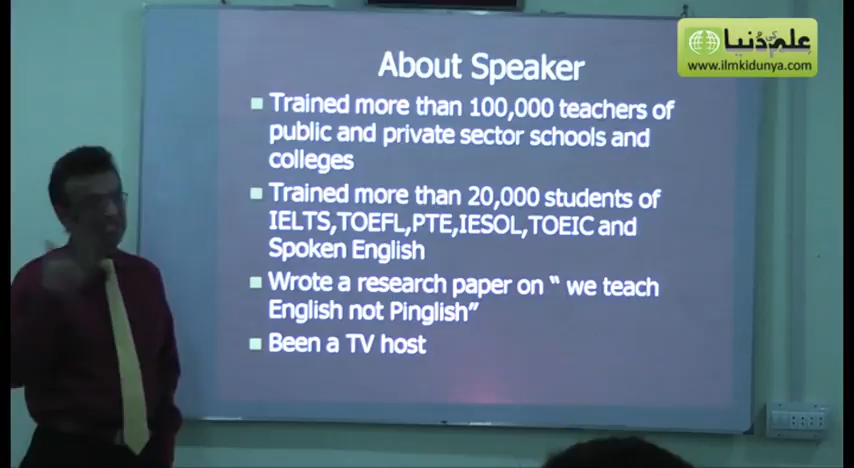 علم کی دُنیا
www.ilmkidunya.com
About Speaker
Trained more than 100,000 teachers of
public and private sector schools and
colleges
Trained more than 20,000 students of
IELTS,TOEFL,PTE,IESOL,TOEIC and
Spoken English
Wrote a research paper on “ we teach
English not Pinglish”
Been a TV host